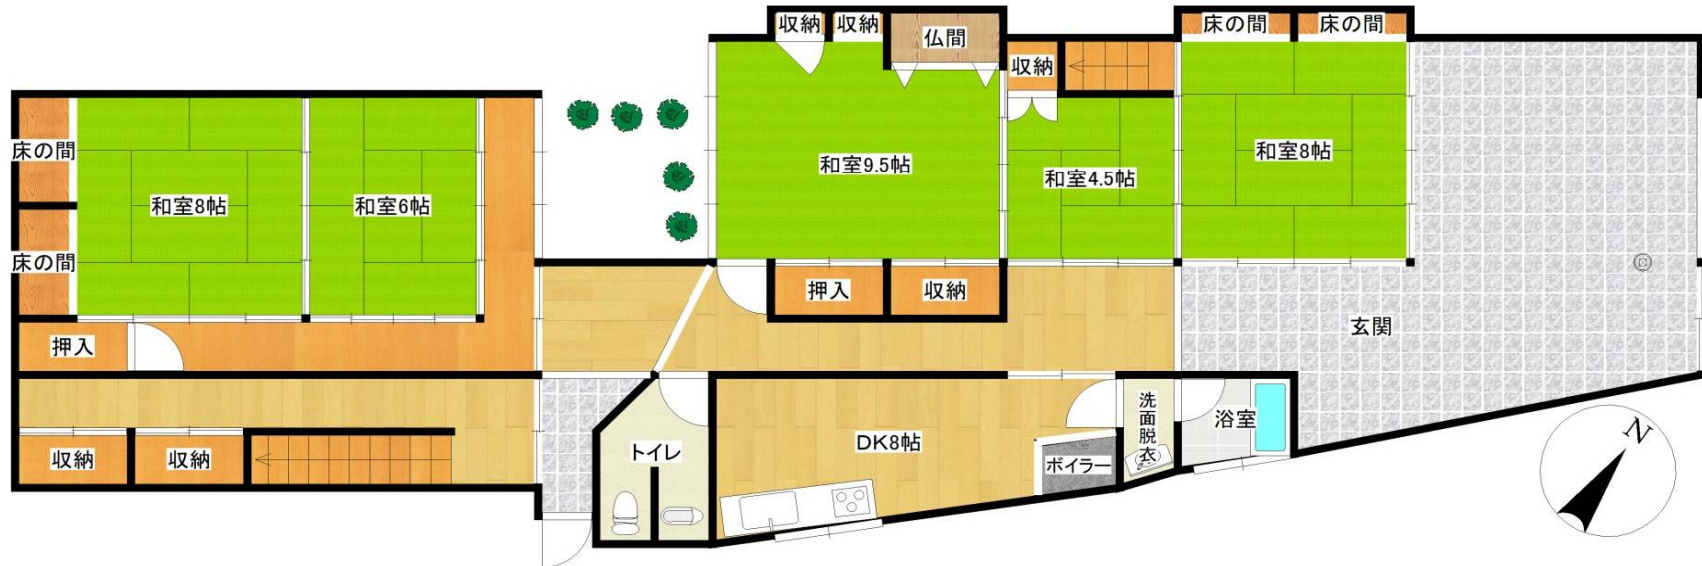 収納
収納
仏間
床の間
床の間
収納
床の間
和室8帖
和室6帖
和室9.5帖
和室4.5帖
和室8帖
床の間
押入
収納
押入
玄関
収納
収納
トイレ
DK8帖
ボイラー
洗面脱衣
浴室
N